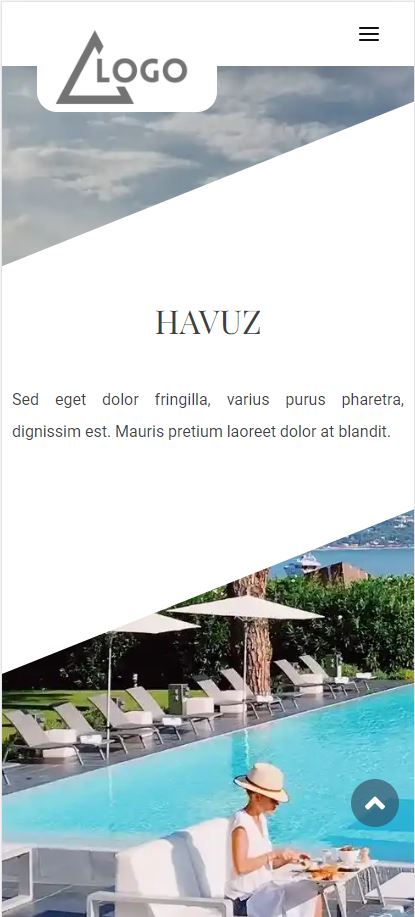 LOGO
HAVUZ
Sed eget dolor fringilla, varius purus pharetra,
dignissim est. Mauris pretium laoreet dolor at blandit.